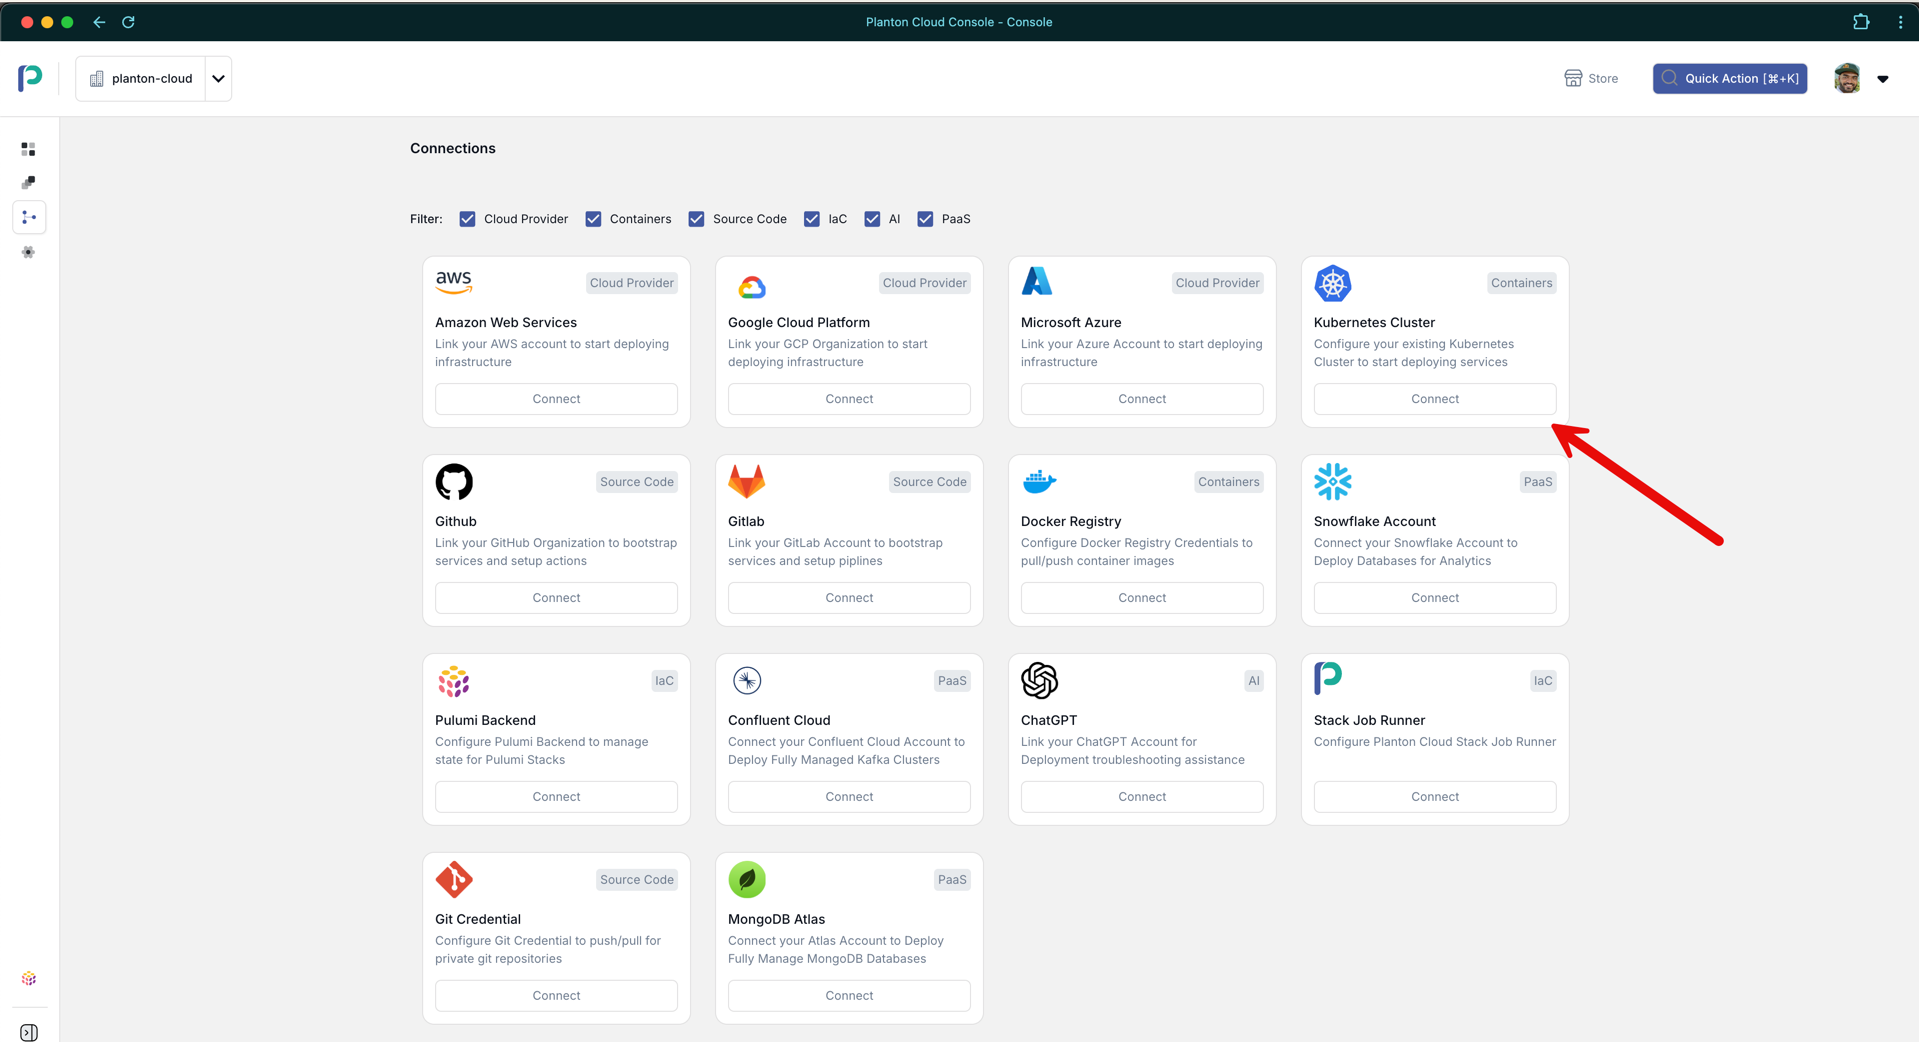 Planton Cloud Console - Console
planton-cloud
Store
Quick Action [⌘+K]
Connections
Filter:
Cloud Provider
Containers
Source Code
IaC
AI
PaaS
aws
Cloud Provider
Amazon Web Services
Link your AWS account to start deploying
infrastructure
Connect
Cloud Provider
Google Cloud Platform
Link your GCP Organization to start
deploying infrastructure
Connect
Cloud Provider
Microsoft Azure
Link your Azure Account to start deploying
infrastructure
Connect
Containers
Kubernetes Cluster
Configure your existing Kubernetes
Cluster to start deploying services
Connect
Source Code
Github
Link your GitHub Organization to bootstrap
services and setup actions
Connect
Source Code
Gitlab
Link your GitLab Account to bootstrap
services and setup piplines
Connect
Containers
Docker Registry
Configure Docker Registry Credentials to
pull/push container images
Connect
PaaS
Snowflake Account
Connect your Snowflake Account to
Deploy Databases for Analytics
Connect
IaC
Pulumi Backend
Configure Pulumi Backend to manage
state for Pulumi Stacks
Connect
PaaS
Confluent Cloud
Connect your Confluent Cloud Account to
Deploy Fully Managed Kafka Clusters
Connect
AI
ChatGPT
Link your ChatGPT Account for
Deployment troubleshooting assistance
Connect
IaC
Stack Job Runner
Configure Planton Cloud Stack Job Runner
Connect
Source Code
Git Credential
Configure Git Credential to push/pull for
private git repositories
Connect
PaaS
MongoDB Atlas
Connect your Atlas Account to Deploy
Fully Manage MongoDB Databases
Connect